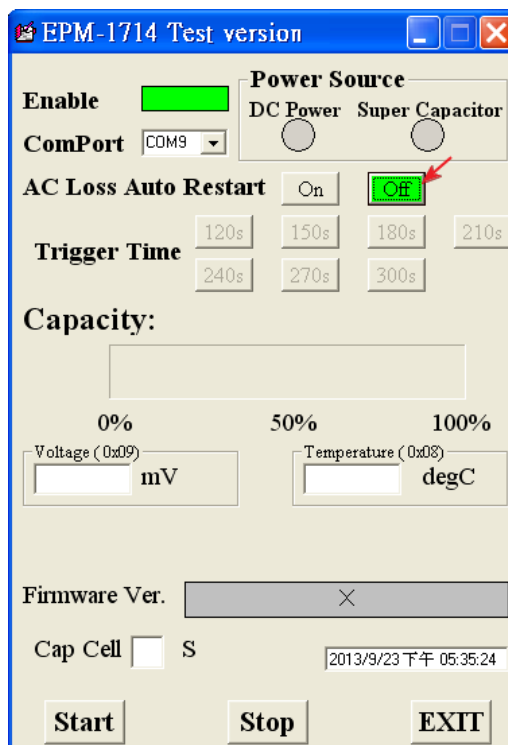 EPM-1714 Test version
Power Source
Enable
DC Power Super Capacitor
ComPort COM9
AC Loss Auto Restart On Off
120s 150s 180s 210s
Trigger Time
240s 270s 300s
Capacity:
0% 50% 100%
Voltage (0x09) Temperature (0x08)
mV degC
Firmware Ver. X
Cap Cell S
2013/9/23 下午 05:35:24
Start Stop EXIT